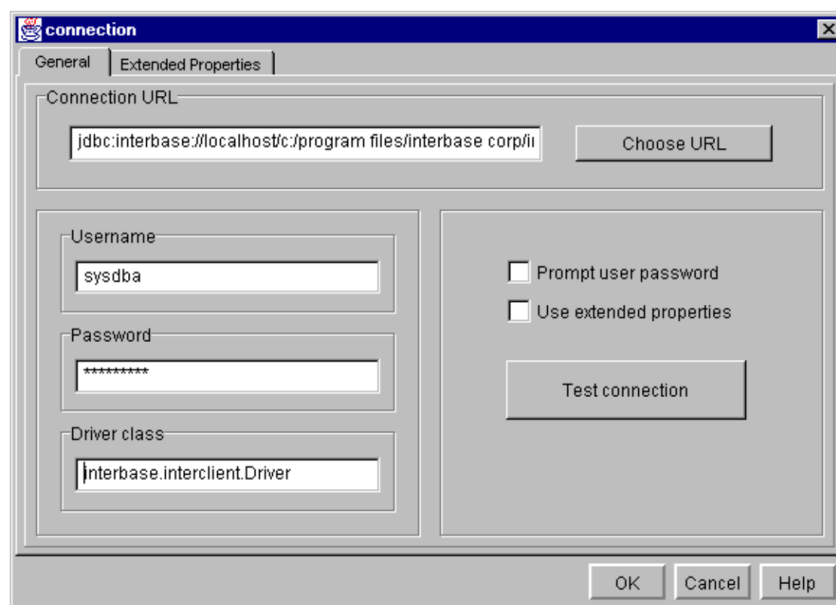 connection
General
Extended Properties
Connection URL
jdbc:interbase://localhost/c:/program files/interbase corp/i
Choose URL
Username
sysdba
Prompt user password
Use extended properties
Password
*********
Test connection
Driver class
interbase.interclient.Driver
OK
Cancel
Help